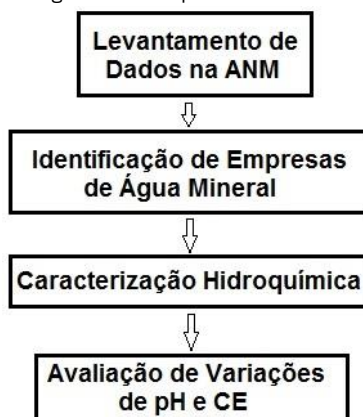 Levantamento de
Dados na ANM
Identificação de Empresas
de Água Mineral
Caracterização Hidroquímica
Avaliação de Variações
de pH e CE